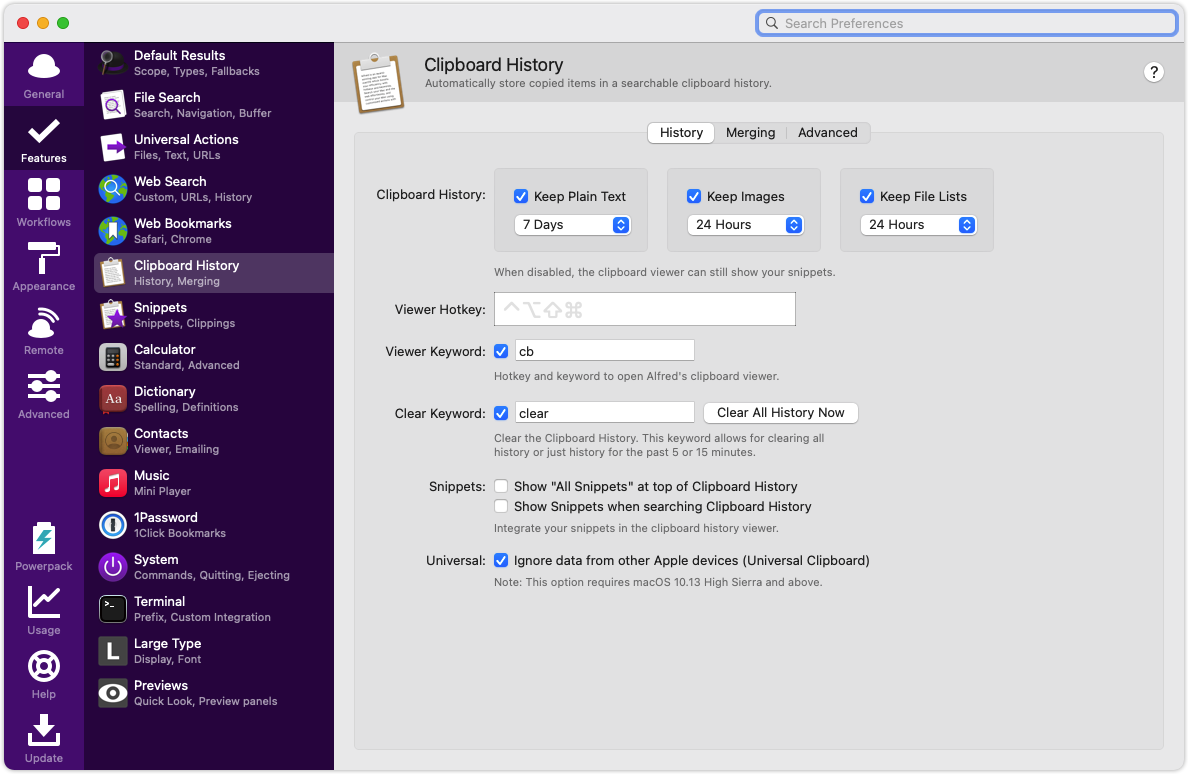 Search Preferences
General
Features
Workflows
Appearance
Remote
Advanced
Powerpack
Usage
Help
Update
Default Results
Scope, Types, Fallbacks
File Search
Search, Navigation, Buffer
Universal Actions
Files, Text, URLs
Web Search
Custom, URLs, History
Web Bookmarks
Safari, Chrome
Clipboard History
History, Merging
Snippets
Snippets, Clippings
Calculator
Standard, Advanced
Aa
Dictionary
Spelling, Definitions
Contacts
Viewer, Emailing
Music
Mini Player
1Password
1Click Bookmarks
System
Commands, Quitting, Ejecting
>-
Terminal
Prefix, Custom Integration
L
Large Type
Display, Font
Previews
Quick Look, Preview panels
Clipboard History
Automatically store copied items in a searchable clipboard history.
?
History Merging Advanced
Clipboard History: Keep Plain Text Keep Images Keep File Lists
7 Days 24 Hours 24 Hours
When disabled, the clipboard viewer can still show your snippets.
Viewer Hotkey: ^⌥⇧⌘
Viewer Keyword: cb
Hotkey and keyword to open Alfred's clipboard viewer.
Clear Keyword: clear Clear All History Now
Clear the Clipboard History. This keyword allows for clearing all
history or just history for the past 5 or 15 minutes.
Snippets: Show "All Snippets" at top of Clipboard History
Show Snippets when searching Clipboard History
Integrate your snippets in the clipboard history viewer.
Universal: Ignore data from other Apple devices (Universal Clipboard)
Note: This option requires macOS 10.13 High Sierra and above.